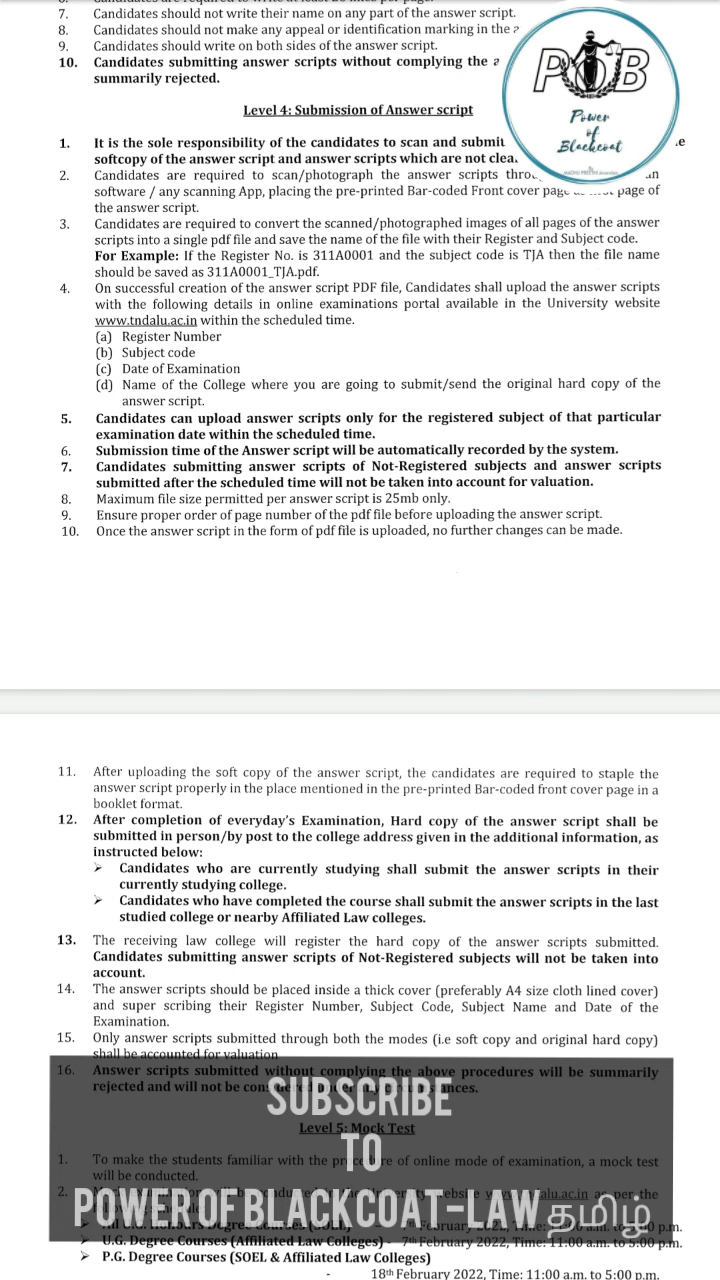 7. Candidates should not write their name on any part of the answer script.
8. Candidates should not make any appeal or identification marking in the
9. Candidates should write on both sides of the answer script.
10. Candidates submitting answer scripts without complying the
summarily rejected.
POB
Power
of
Blackcoat
Level 4: Submission of Answer script
1. It is the sole responsibility of the candidates to scan and submit
softcopy of the answer script and answer scripts which are not
2. Candidates are required to scan/photograph the answer scripts
software / any scanning App, placing the pre-printed Bar-coded Front cover page of
the answer script.
3. Candidates are required to convert the scanned/photographed images of all pages of the answer
scripts into a single pdf file and save the name of the file with their Register and Subject code.
For Example: If the Register No. is 311A0001 and the subject code is TJA then the file name
should be saved as 311A0001_TJA.pdf.
4. On successful creation of the answer script PDF file, Candidates shall upload the answer scripts
with the following details in online examinations portal available in the University website
www.tndalu.ac.in within the scheduled time.
(a) Register Number
(b) Subject code
(c) Date of Examination
(d) Name of the College where you are going to submit/send the original hard copy of the
answer script.
5. Candidates can upload answer scripts only for the registered subject of that particular
examination date within the scheduled time.
6. Submission time of the Answer script will be automatically recorded by the system.
7. Candidates submitting answer scripts of Not-Registered subjects and answer scripts
submitted after the scheduled time will not be taken into account for valuation.
8. Maximum file size permitted per answer script is 25mb only.
9. Ensure proper order of page number of the pdf file before uploading the answer script.
10. Once the answer script in the form of pdf file is uploaded, no further changes can be made.
11. After uploading the soft copy of the answer script, the candidates are required to staple the
answer script properly in the place mentioned in the pre-printed Bar-coded front cover page in a
booklet format.
12. After completion of everyday's Examination, Hard copy of the answer script shall be
submitted in person/by post to the college address given in the additional information, as
instructed below:
➢ Candidates who are currently studying shall submit the answer scripts in their
currently studying college.
➢ Candidates who have completed the course shall submit the answer scripts in the last
studied college or nearby Affiliated Law colleges.
13. The receiving law college will register the hard copy of the answer scripts submitted.
Candidates submitting answer scripts of Not-Registered subjects will not be taken into
account.
14. The answer scripts should be placed inside a thick cover (preferably A4 size cloth lined cover)
and super scribing their Register Number, Subject Code, Subject Name and Date of the
Examination.
15. Only answer scripts submitted through both the modes (i.e soft copy and original hard copy)
shall be accounted for valuation
16. Answer scripts submitted without complying the above procedures will be summarily
rejected and will not be considered under any circumstances.
SUBSCRIBE
Level 5: Mock Test
TO
1. To make the students familiar with the procedure of online mode of examination, a mock test
will be conducted.
2. website as per the
POWER OF BLACKCOAT-LAW தமிழ்
➢ Degree Courses February 2022, p.m.
➢ U.G. Degree Courses (Affiliated Law Colleges) - 7th February 2022, Time: 11:00 a.m. to 5:00 p.m.
➢ P.G. Degree Courses (SOEL & Affiliated Law Colleges)
- 18th February 2022, Time: 11:00 a.m. to 5:00 p.m.